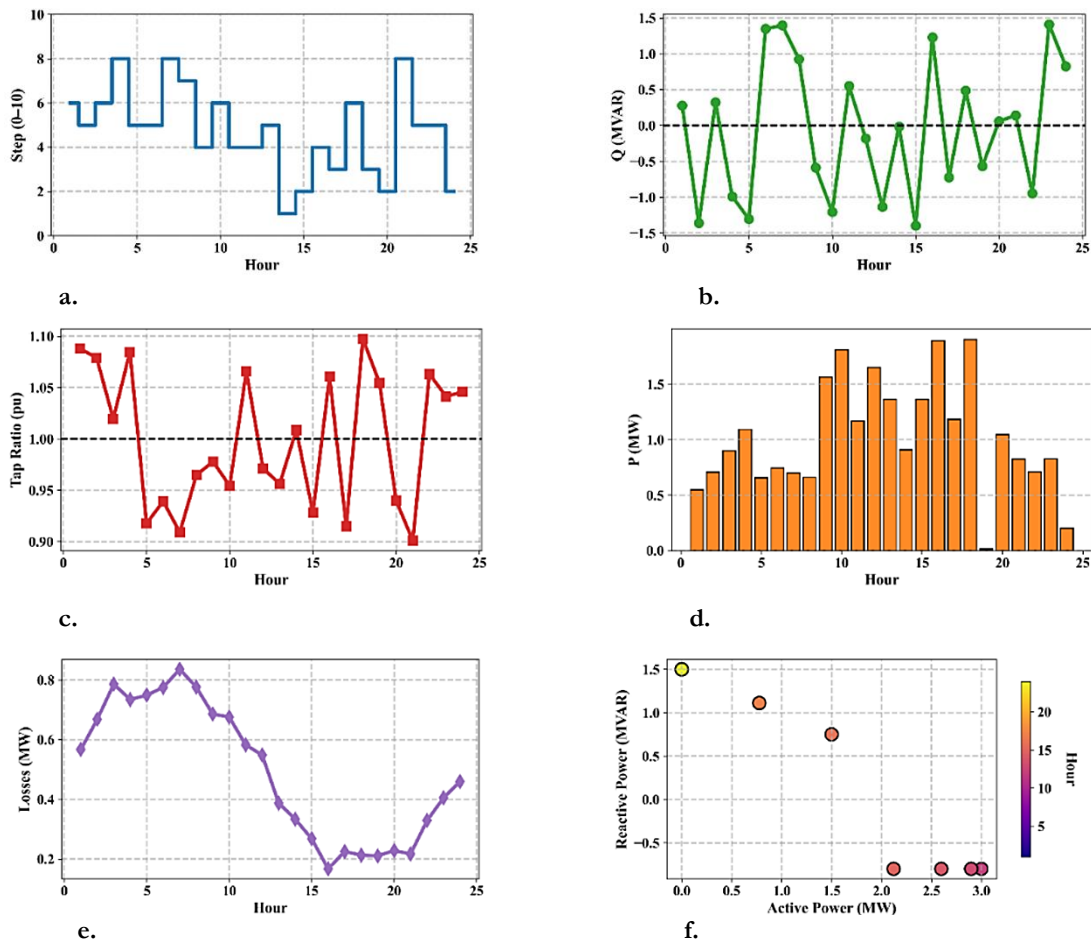 10
8
6
4
2
0
Step (0–10)
0 5 10 15 20 25
Hour
a.
1.5
1.0
0.5
0.0
−0.5
−1.0
−1.5
Q (MVAR)
0 5 10 15 20 25
Hour
b.
1.10
1.05
1.00
0.95
0.90
Tap Ratio (pu)
0 5 10 15 20 25
Hour
c.
1.5
1.0
0.5
0.0
P (MW)
0 5 10 15 20 25
Hour
d.
0.8
0.6
0.4
0.2
Losses (MW)
0 5 10 15 20 25
Hour
e.
1.5
1.0
0.5
0.0
−0.5
Reactive Power (MVAR)
0.0 0.5 1.0 1.5 2.0 2.5 3.0
Active Power (MW)
20
15
10
5
Hour
f.